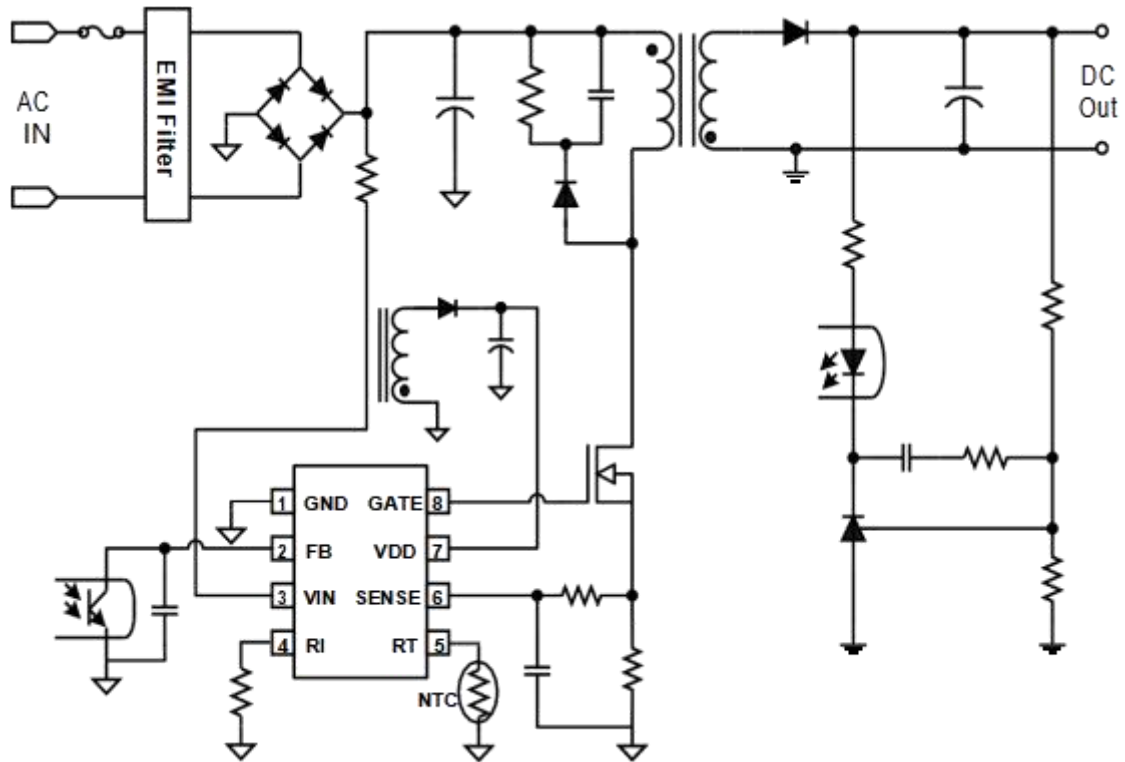 AC
IN
EMI Filter
DC
Out
1 GND GATE 8
2 FB VDD 7
3 VIN SENSE 6
4 RI RT 5
NTC